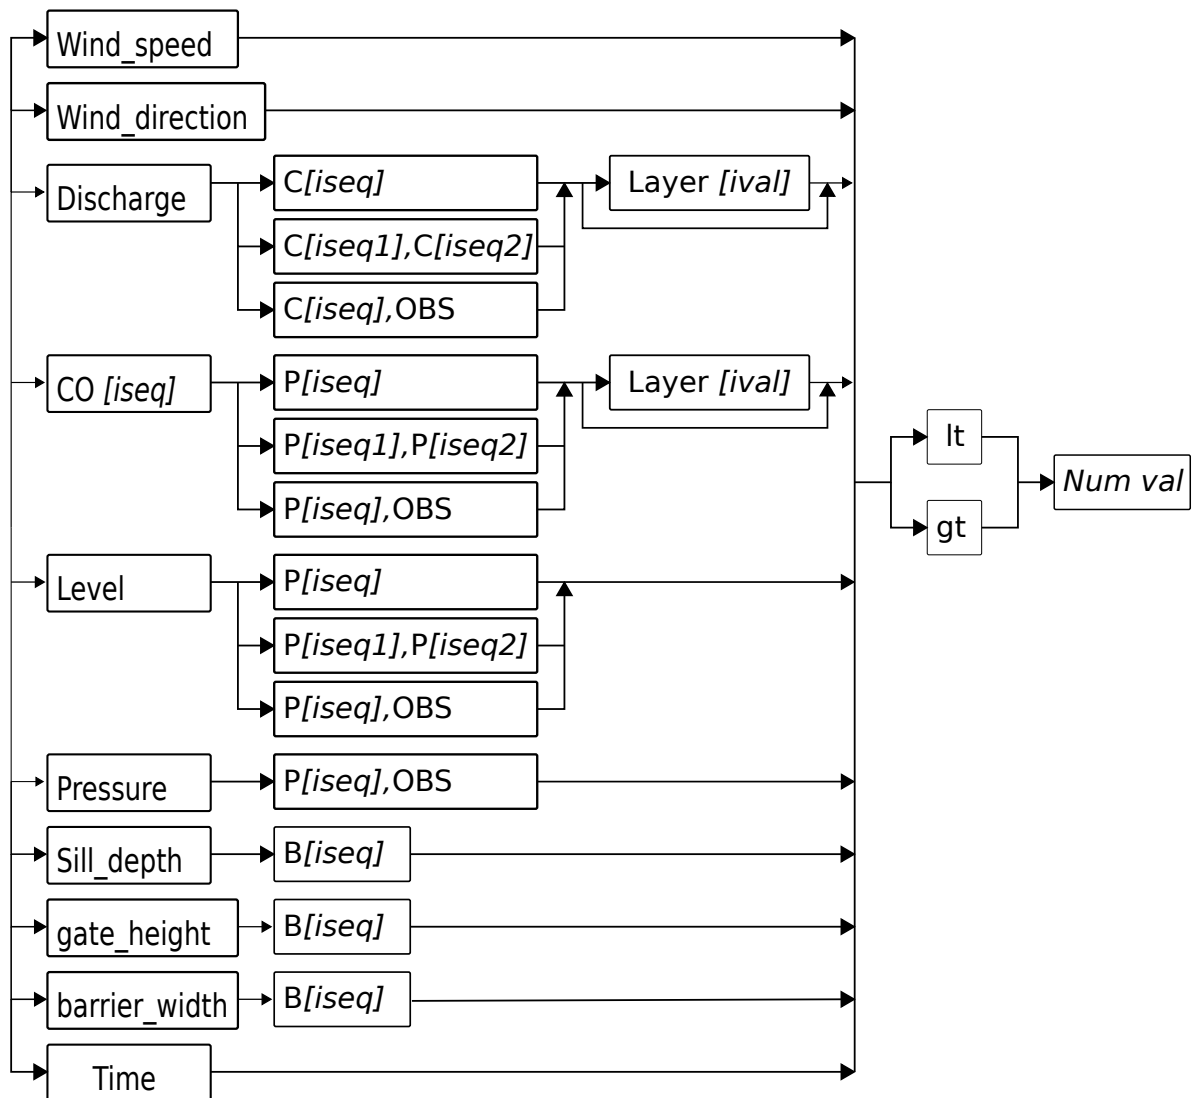 Wind_speed
Wind_direction
Discharge
C[iseq]
Layer [ival]
C[iseq1],C[iseq2]
C[iseq],OBS
CO [iseq]
P[iseq]
Layer [ival]
P[iseq1],P[iseq2]
P[iseq],OBS
lt
gt
Num val
Level
P[iseq]
P[iseq1],P[iseq2]
P[iseq],OBS
Pressure
P[iseq],OBS
Sill_depth
B[iseq]
gate_height
B[iseq]
barrier_width
B[iseq]
Time